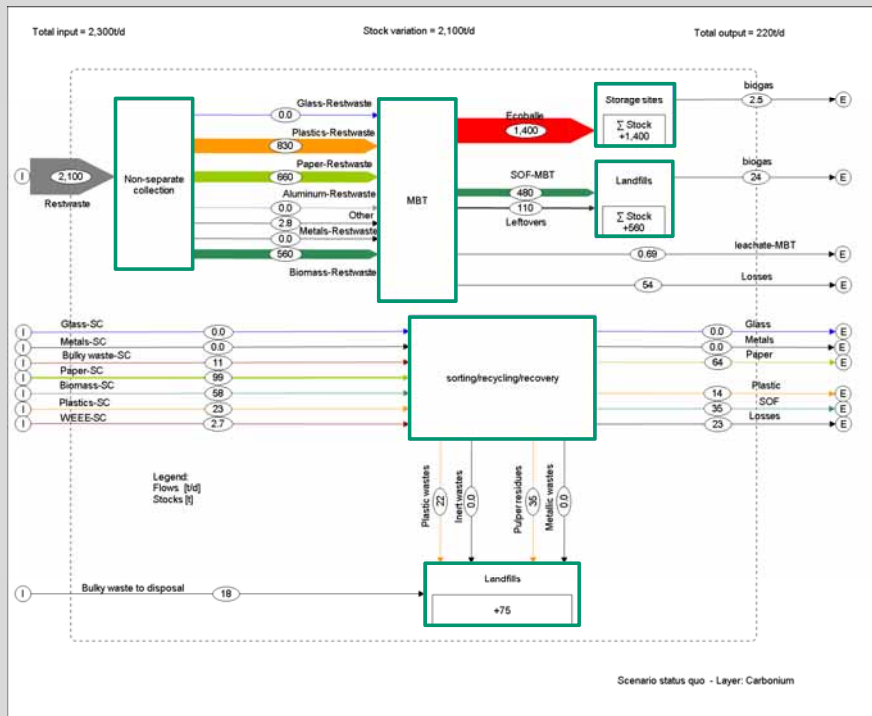 Total input = 2,300t/d
Stock variation = 2,100t/d
Total output = 220t/d
I
2,100
Restwaste
Non-separate
collection
Glass-Restwaste
0.0
Plastics-Restwaste
830
Paper-Restwaste
660
Aluminum-Restwaste
0.0
Other
2.8
Metals-Restwaste
0.0
560
Biomass-Restwaste
MBT
Ecoballe
1,400
SOF-MBT
480
110
Leftovers
Storage sites
∑ Stock
+1,400
Landfills
∑ Stock
+560
biogas
2.5
E
biogas
24
E
leachate-MBT
0.69
E
Losses
54
E
I
Glass-SC
0.0
I
Metals-SC
0.0
I
Bulky waste-SC
11
I
Paper-SC
99
I
Biomass-SC
58
I
Plastics-SC
23
I
WEEE-SC
2.7
sorting/recycling/recovery
Glass
0.0
E
Metals
0.0
E
Paper
64
E
Plastic
14
E
SOF
35
E
Losses
23
E
Legend:
Flows [t/d]
Stocks [t]
Plastic wastes
22
Inert wastes
0.0
Pulper residues
35
Metallic wastes
0.0
I
Bulky waste to disposal
18
Landfills
+75
Scenario status quo - Layer: Carbonium